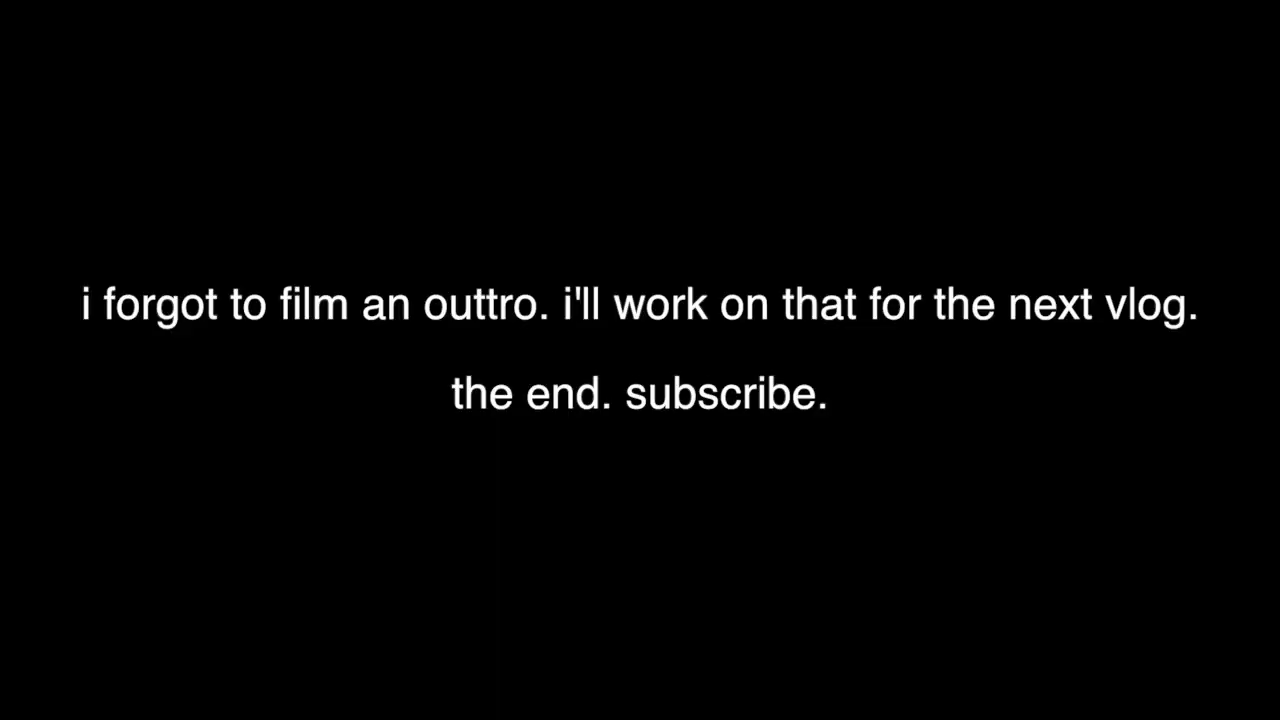 i forgot to film an outtro. i'll work on that for the next vlog.
the end. subscribe.